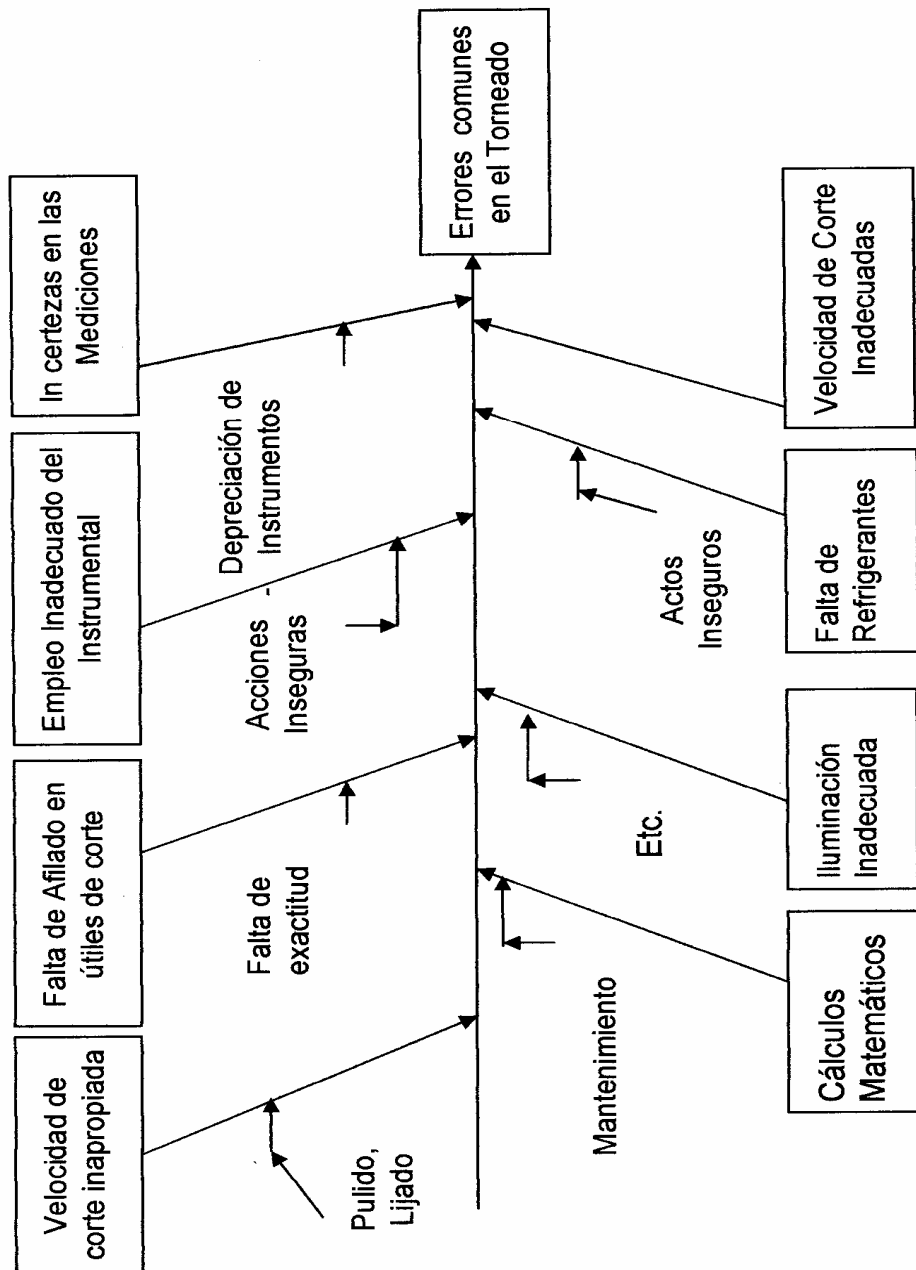 Velocidad de
corte inapropiada
Falta de Afilado en
útiles de corte
Empleo Inadecuado del
Instrumental
In certezas en las
Mediciones
Pulido,
Lijado
Falta de
exactitud
Acciones -
Inseguras
Depreciación de
Instrumentos
Errores comunes
en el Torneado
Mantenimiento
Etc.
Actos
Inseguros
Cálculos
Matemáticos
Iluminación
Inadecuada
Falta de
Refrigerantes
Velocidad de Corte
Inadecuadas